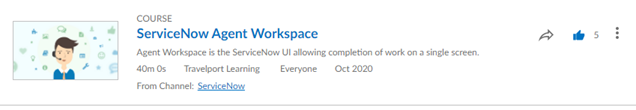 COURSE
ServiceNow Agent Workspace
5
Agent Workspace is the ServiceNow UI allowing completion of work on a single screen.
40m 0s Travelport Learning Everyone Oct 2020
From Channel: ServiceNow